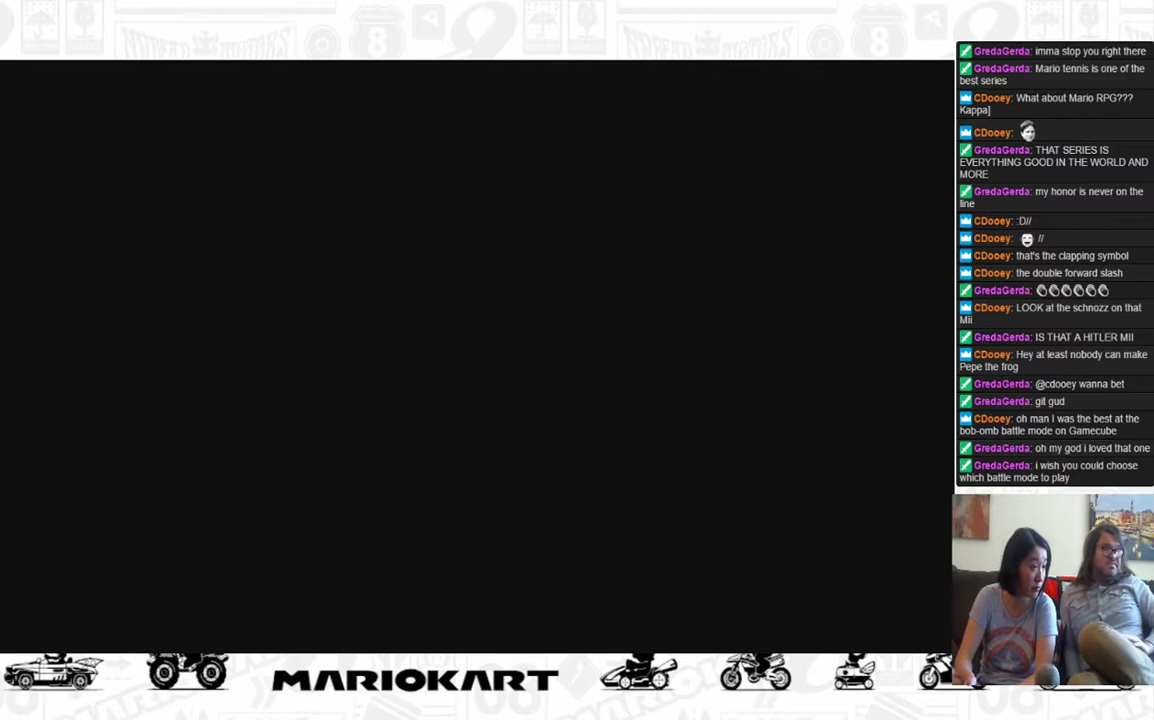 GredaGerda: imma stop you right there
GredaGerda: Mario tennis is one of the
best series
CDooey: What about Mario RPG???
Kappa]
CDooey:
GredaGerda: THAT SERIES IS
EVERYTHING GOOD IN THE WORLD AND
MORE
GredaGerda: my honor is never on the
line
CDooey: :D//
CDooey: //
CDooey: that's the clapping symbol
CDooey: the double forward slash
GredaGerda:
CDooey: LOOK at the schnozz on that
Mii
GredaGerda: IS THAT A HITLER MII
CDooey: Hey at least nobody can make
Pepe the frog
GredaGerda: @cdooey wanna bet
GredaGerda: git gud
CDooey: oh man I was the best at the
bob-omb battle mode on Gamecube
GredaGerda: oh my god i loved that one
GredaGerda: i wish you could choose
which battle mode to play
MARIOKART